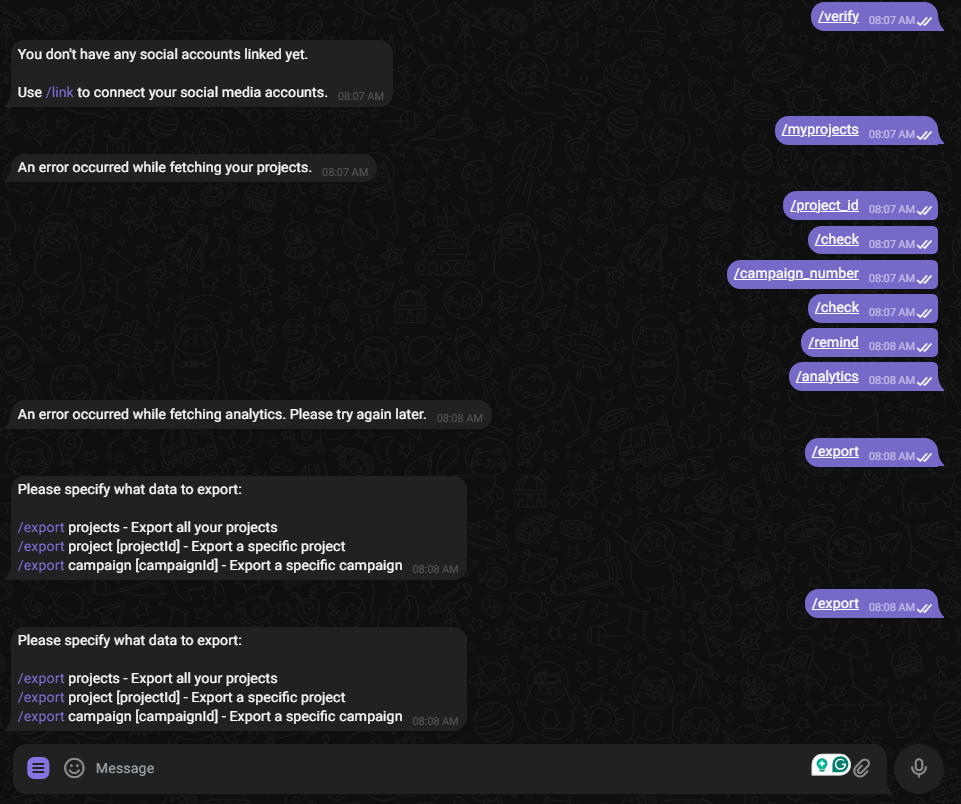 /verify 08:07 AM
You don't have any social accounts linked yet.
Use /link to connect your social media accounts. 08:07 AM
/myprojects 08:07 AM
An error occurred while fetching your projects. 08:07 AM
/project_id 08:07 AM
/check 08:07 AM
/campaign_number 08:07 AM
/check 08:07 AM
/remind 08:08 AM
/analytics 08:08 AM
An error occurred while fetching analytics. Please try again later. 08:08 AM
/export 08:08 AM
Please specify what data to export:
/export projects - Export all your projects
/export project [projectId] - Export a specific project
/export campaign [campaignId] - Export a specific campaign 08:08 AM
/export 08:08 AM
Please specify what data to export:
/export projects - Export all your projects
/export project [projectId] - Export a specific project
/export campaign [campaignId] - Export a specific campaign 08:08 AM
Message